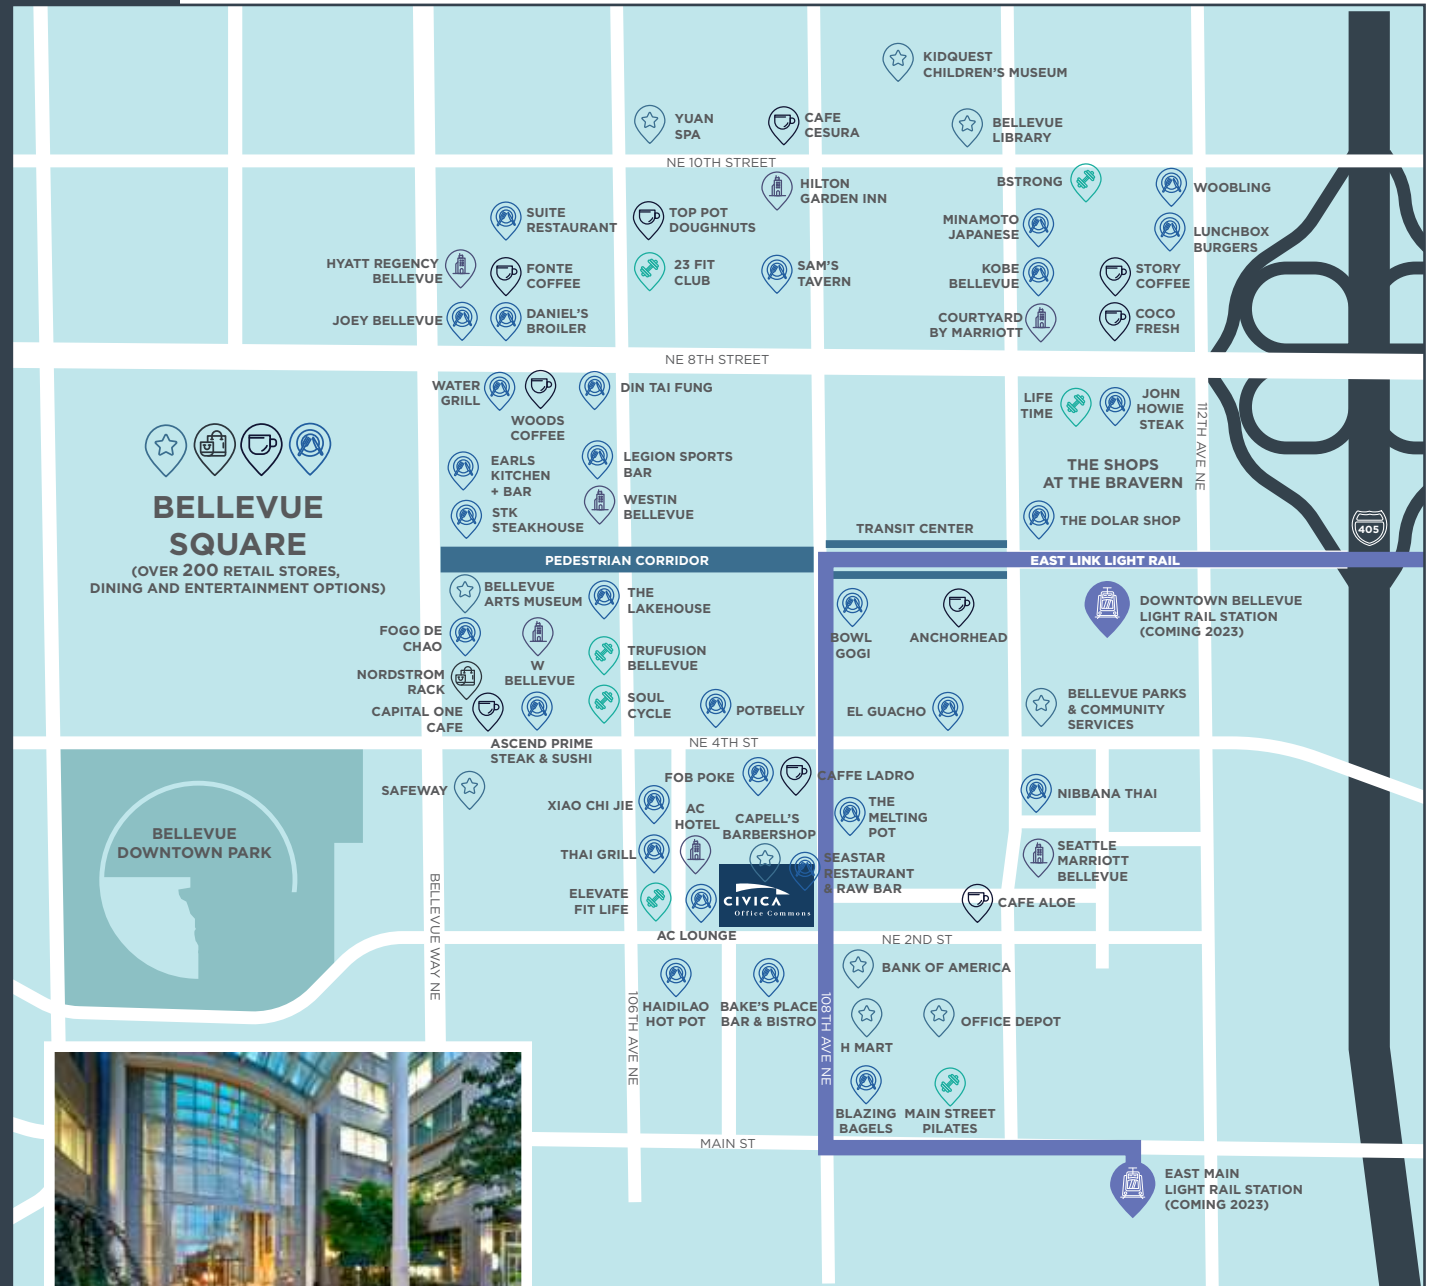 KIDQUEST
CHILDREN'S MUSEUM
YUAN
SPA
CAFE
CESURA
BELLEVUE
LIBRARY
NE 10TH STREET
HILTON
GARDEN INN
BSTRONG
WOOBLING
SUITE
RESTAURANT
TOP POT
DOUGHNUTS
MINAMOTO
JAPANESE
LUNCHBOX
BURGERS
HYATT REGENCY
BELLEVUE
FONTE
COFFEE
23 FIT
CLUB
SAM'S
TAVERN
KOBE
BELLEVUE
STORY
COFFEE
JOEY BELLEVUE
DANIEL'S
BROILER
COURTYARD
BY MARRIOTT
COCO
FRESH
NE 8TH STREET
WATER
GRILL
WOODS
COFFEE
DIN TAI FUNG
LIFE
TIME
JOHN
HOWIE
STEAK
112TH AVE NE
BELLEVUE
SQUARE
(OVER 200 RETAIL STORES,
DINING AND ENTERTAINMENT OPTIONS)
EARLS
KITCHEN
+ BAR
LEGION SPORTS
BAR
THE SHOPS
AT THE BRAVERN
STK
STEAKHOUSE
WESTIN
BELLEVUE
THE DOLAR SHOP
405
TRANSIT CENTER
PEDESTRIAN CORRIDOR
EAST LINK LIGHT RAIL
BELLEVUE
ARTS MUSEUM
THE
LAKEHOUSE
DOWNTOWN BELLEVUE
LIGHT RAIL STATION
(COMING 2023)
FOGO DE
CHAO
W
BELLEVUE
TRUFUSION
BELLEVUE
BOWL
GOGI
ANCHORHEAD
NORDSTROM
RACK
CAPITAL ONE
CAFE
SOUL
CYCLE
POTBELLY
EL GUACHO
BELLEVUE PARKS
& COMMUNITY
SERVICES
ASCEND PRIME
STEAK & SUSHI
NE 4TH ST
SAFEWAY
FOB POKE
CAFFE LADRO
XIAO CHI JIE
AC
HOTEL
CAPELL'S
BARBERSHOP
THE
MELTING
POT
NIBBANA THAI
BELLEVUE
DOWNTOWN PARK
THAI GRILL
SEASTAR
RESTAURANT
& RAW BAR
SEATTLE
MARRIOTT
BELLEVUE
ELEVATE
FIT LIFE
CIVICA
Office Commons
CAFE ALOE
BELLEVUE WAY NE
AC LOUNGE
NE 2ND ST
BANK OF AMERICA
106TH AVE NE
HAIDILAO
HOT POT
BAKE'S PLACE
BAR & BISTRO
108TH AVE NE
H MART
OFFICE DEPOT
BLAZING
BAGELS
MAIN STREET
PILATES
MAIN ST
EAST MAIN
LIGHT RAIL STATION
(COMING 2023)